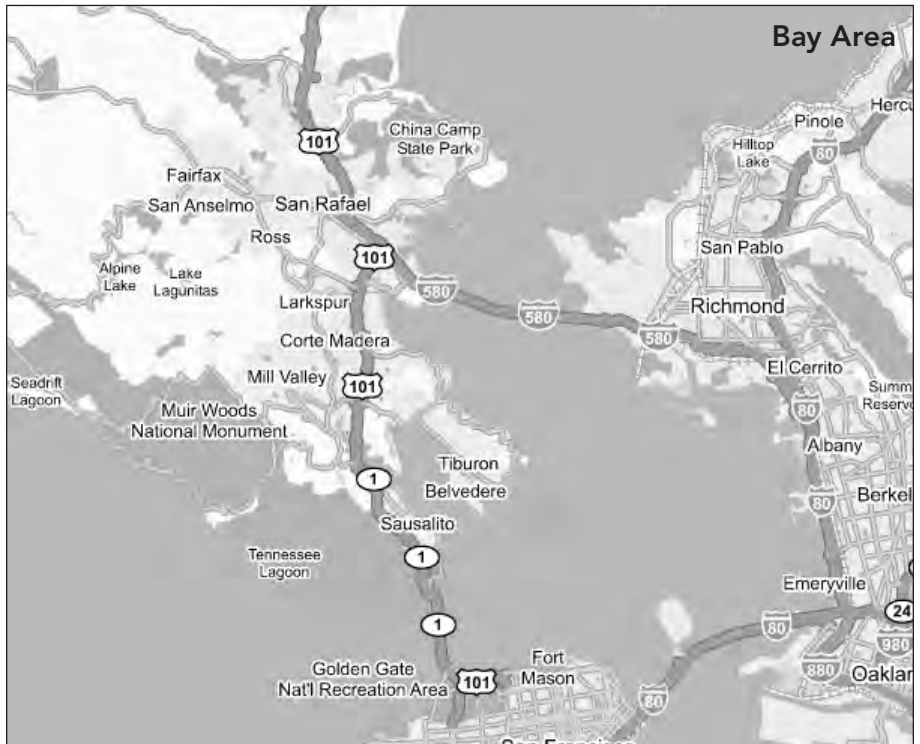 Bay Area
101
China Camp
State Park
Pinole
80
Hilltop
Lake
Fairfax
San Anselmo
San Rafael
Ross
101
San Pablo
Alpine
Lake
Lake
Lagunitas
580
Larkspur
580
Richmond
580
Corte Madera
El Cerrito
Mill Valley
101
Seadrift
Lagoon
80
Muir Woods
National Monument
Albany
Tiburon
1
Belvedere
80
Sausalito
Tennessee
Lagoon
1
Emeryville
1
80
24
980
880
Golden Gate
Nat'l Recreation Area
101
Fort
Mason
80